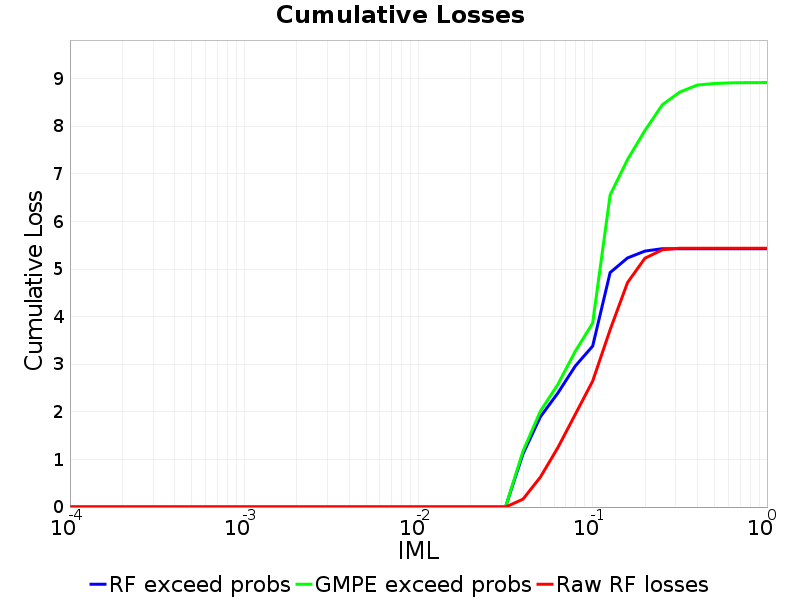 Cumulative Losses
Cumulative Loss
9
8
7
6
5
4
3
2
1
0
10-4 10-3 10-2 10-1 100
IML
RF exceed probs GMPE exceed probs Raw RF losses